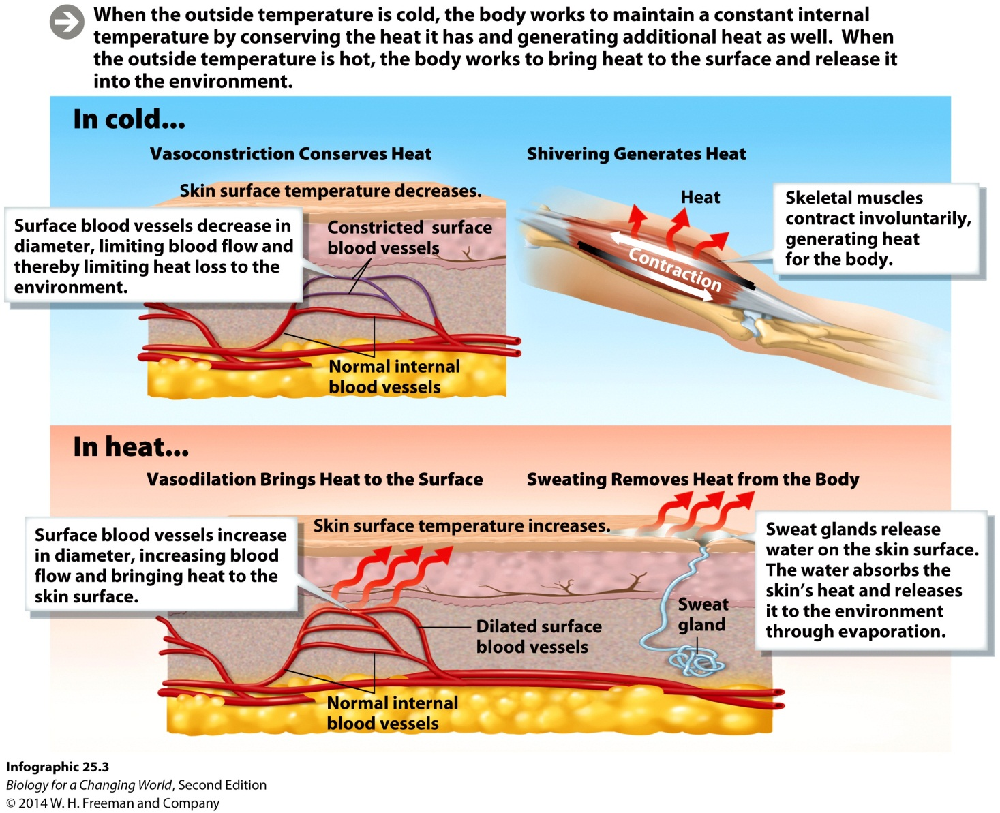 When the outside temperature is cold, the body works to maintain a constant internal
temperature by conserving the heat it has and generating additional heat as well.  When
the outside temperature is hot, the body works to bring heat to the surface and release it
into the environment.
In cold...
Vasoconstriction Conserves Heat
Skin surface temperature decreases.
Surface blood vessels decrease in
diameter, limiting blood flow and
thereby limiting heat loss to the
environment.
Constricted  surface
blood vessels
Normal internal
blood vessels
Shivering Generates Heat
Heat
Contraction
Skeletal muscles
contract involuntarily,
generating heat
for the body.
In heat...
Vasodilation Brings Heat to the Surface
Skin surface temperature increases.
Surface blood vessels increase
in diameter, increasing blood
flow and bringing heat to the
skin surface.
Dilated surface
blood vessels
Normal internal
blood vessels
Sweating Removes Heat from the Body
Sweat
gland
Sweat glands release
water on the skin surface.
The water absorbs the
skin's heat and releases
it to the environment
through evaporation.
Infographic 25.3
Biology for a Changing World, Second Edition
© 2014 W. H. Freeman and Company